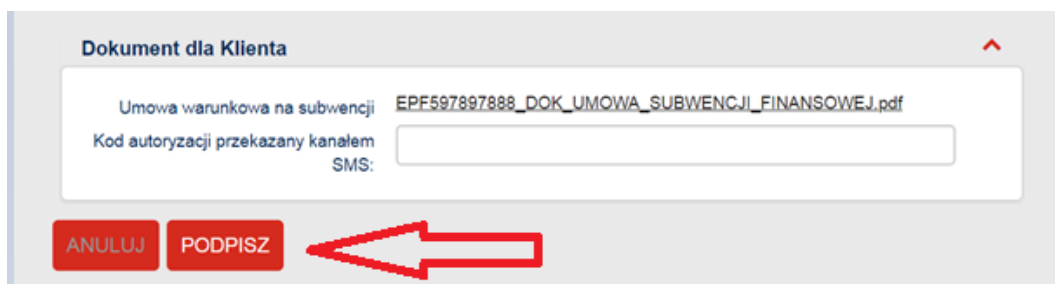 Dokument dla Klienta
Umowa warunkowa na subwencji EPF597897888_DOK_UMOWA_SUBWENCJI_FINANSOWEJ.pdf
Kod autoryzacji przekazany kanałem
SMS:
ANULUJ PODPISZ